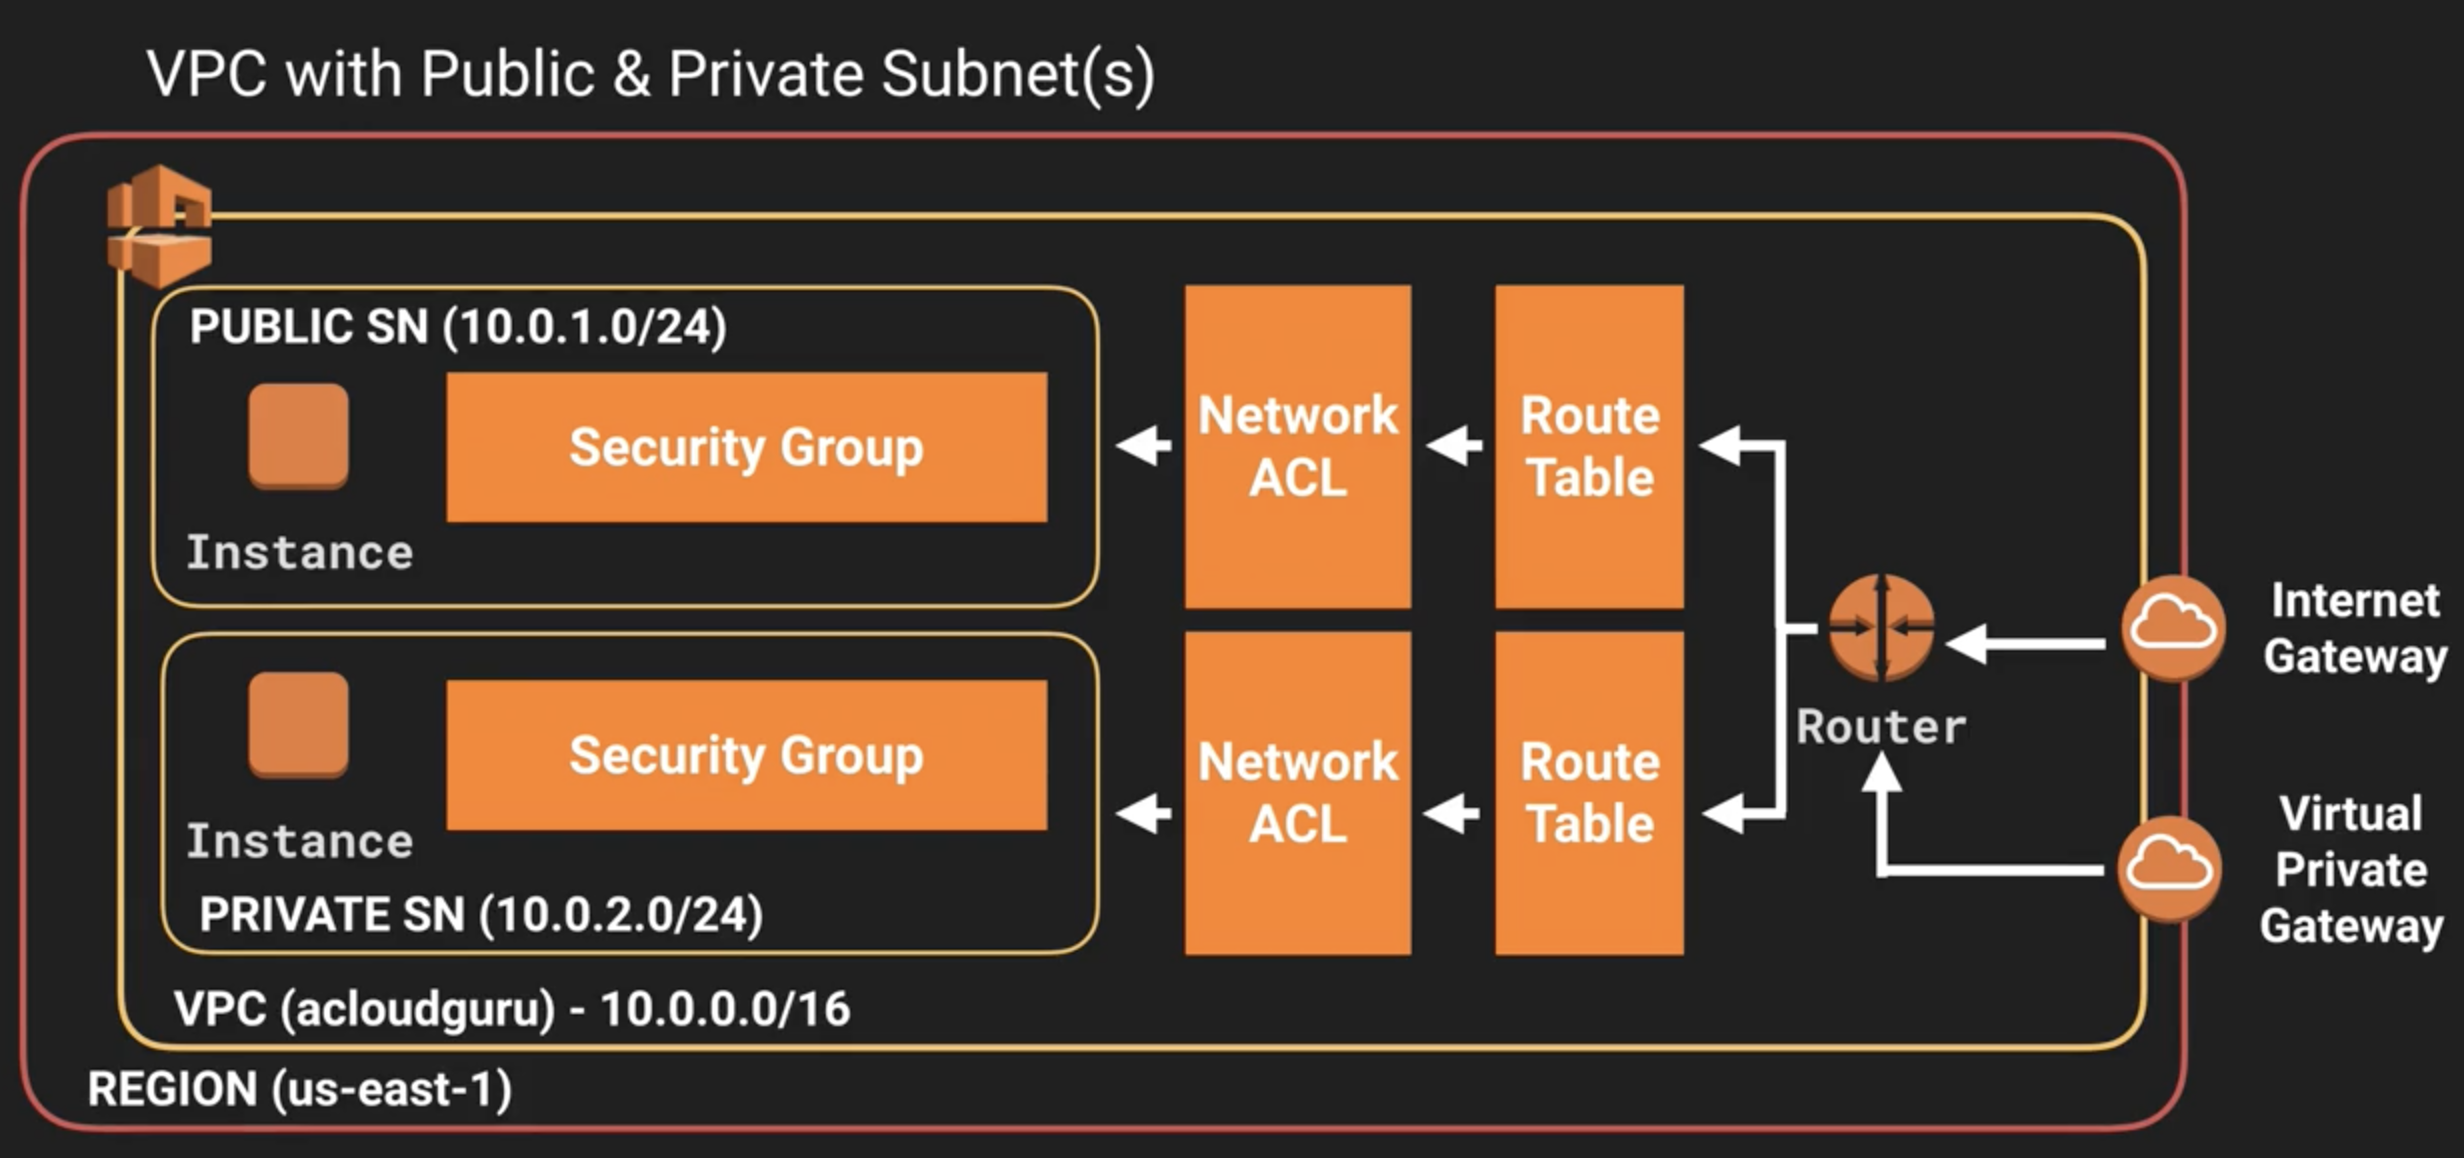 VPC with Public & Private Subnet(s)
PUBLIC SN (10.0.1.0/24)
Security Group
Instance
Network
ACL
Route
Table
Security Group
Instance
PRIVATE SN (10.0.2.0/24)
Network
ACL
Route
Table
Router
Internet
Gateway
Virtual
Private
Gateway
VPC (acloudguru) - 10.0.0.0/16
REGION (us-east-1)